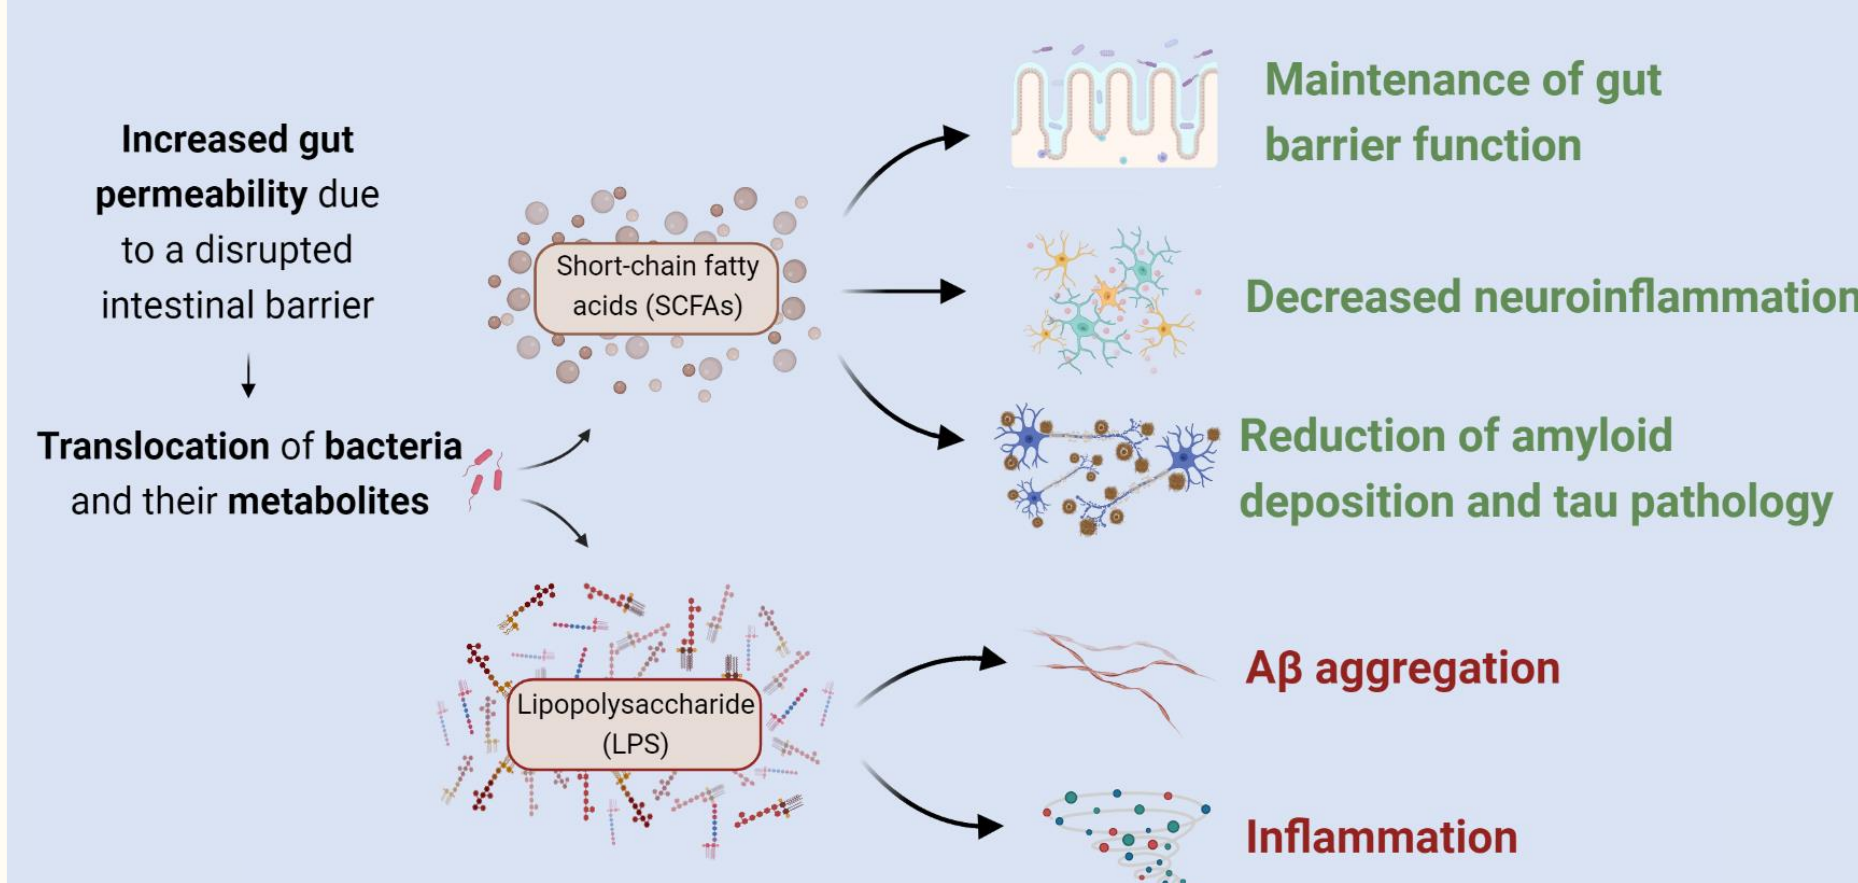 Increased gut
permeability due
to a disrupted
intestinal barrier
Translocation of bacteria
and their metabolites
Short-chain fatty
acids (SCFAs)
Maintenance of gut
barrier function
Decreased neuroinflammation
Reduction of amyloid
deposition and tau pathology
Lipopolysaccharide
(LPS)
Aβ aggregation
Inflammation